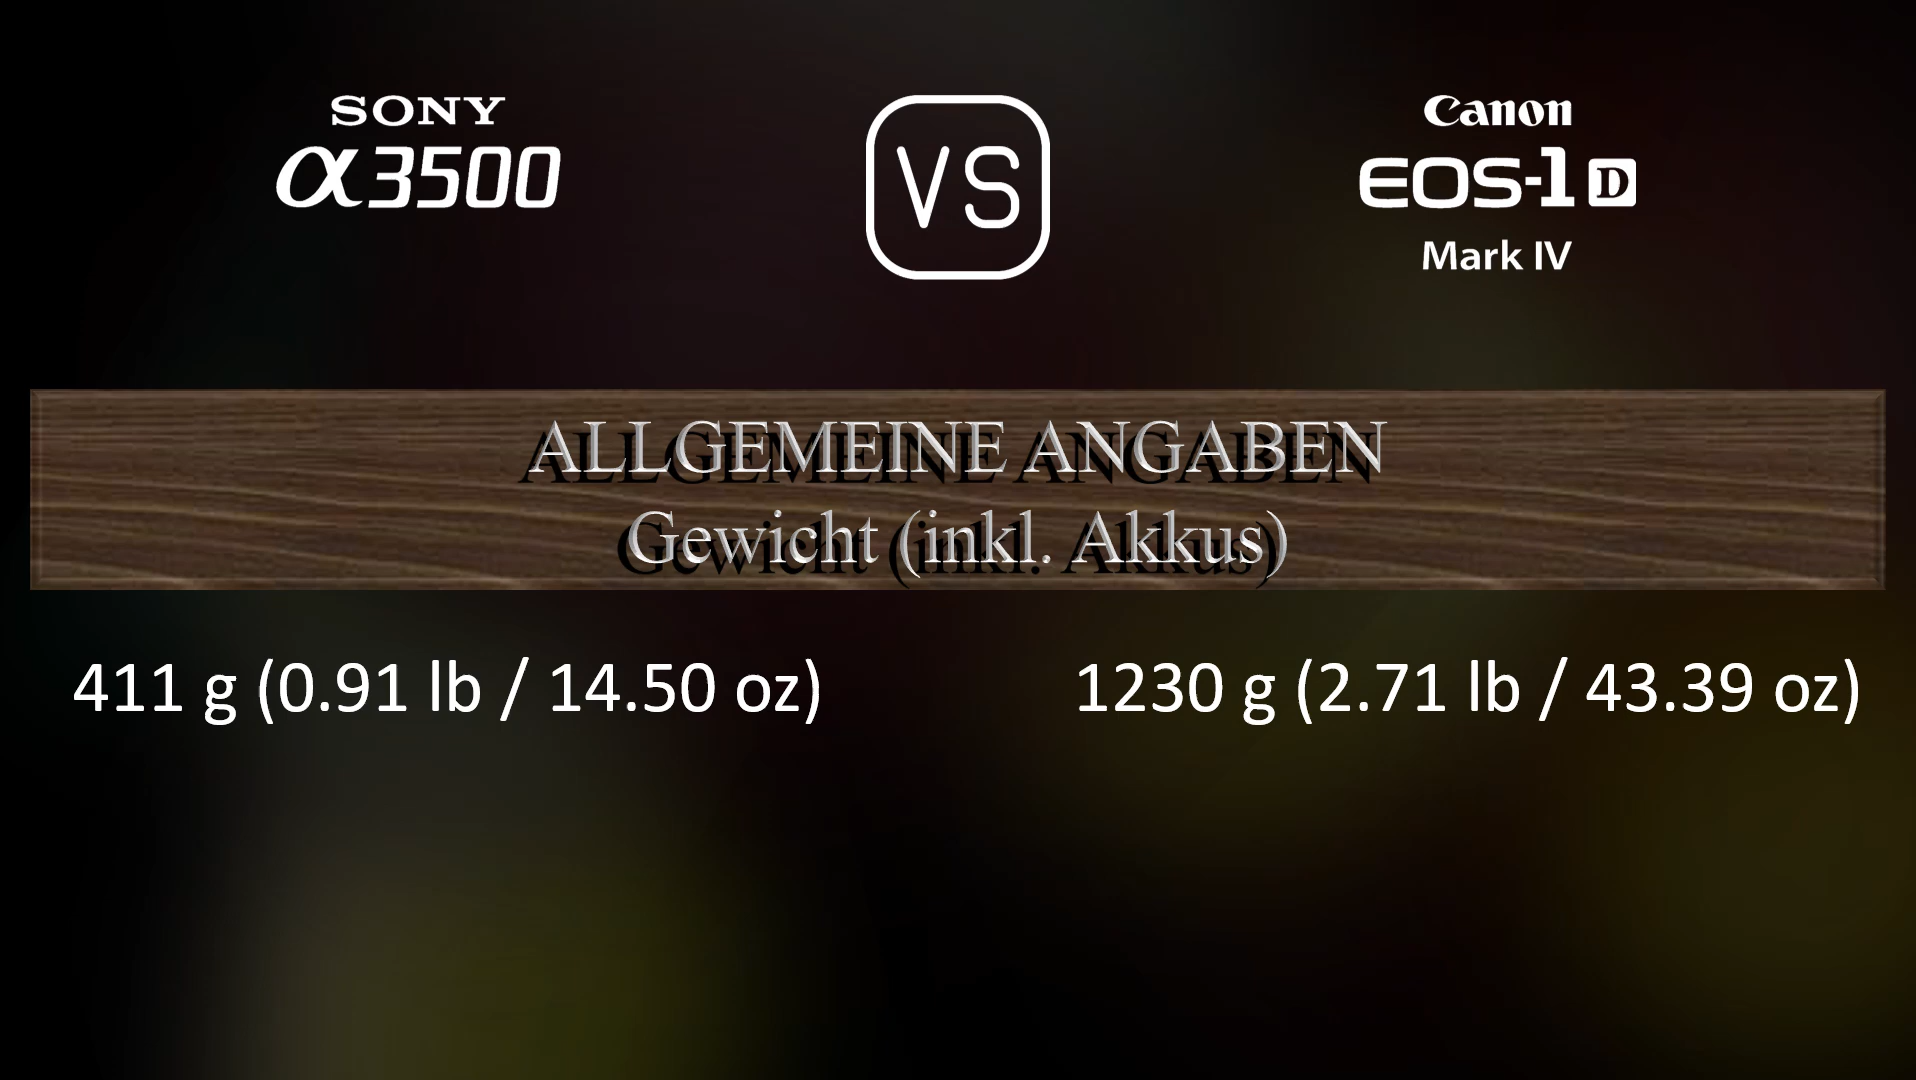 SONY
α3500
VS
Canon
EOS-1D
Mark IV
ALLGEMEINE ANGABEN
Gewicht (inkl. Akkus)
411 g (0.91 lb / 14.50 oz)
1230 g (2.71 lb / 43.39 oz)